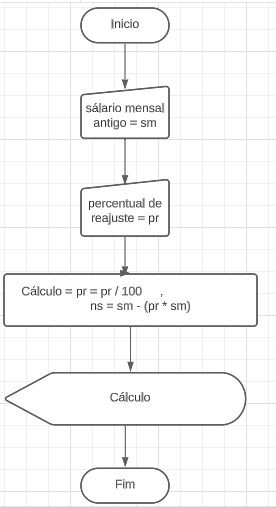 Inicio
sálario mensal
antigo = sm
percentual de
reajuste = pr
Cálculo = pr = pr / 100 ,
ns = sm - (pr * sm)
Cálculo
Fim